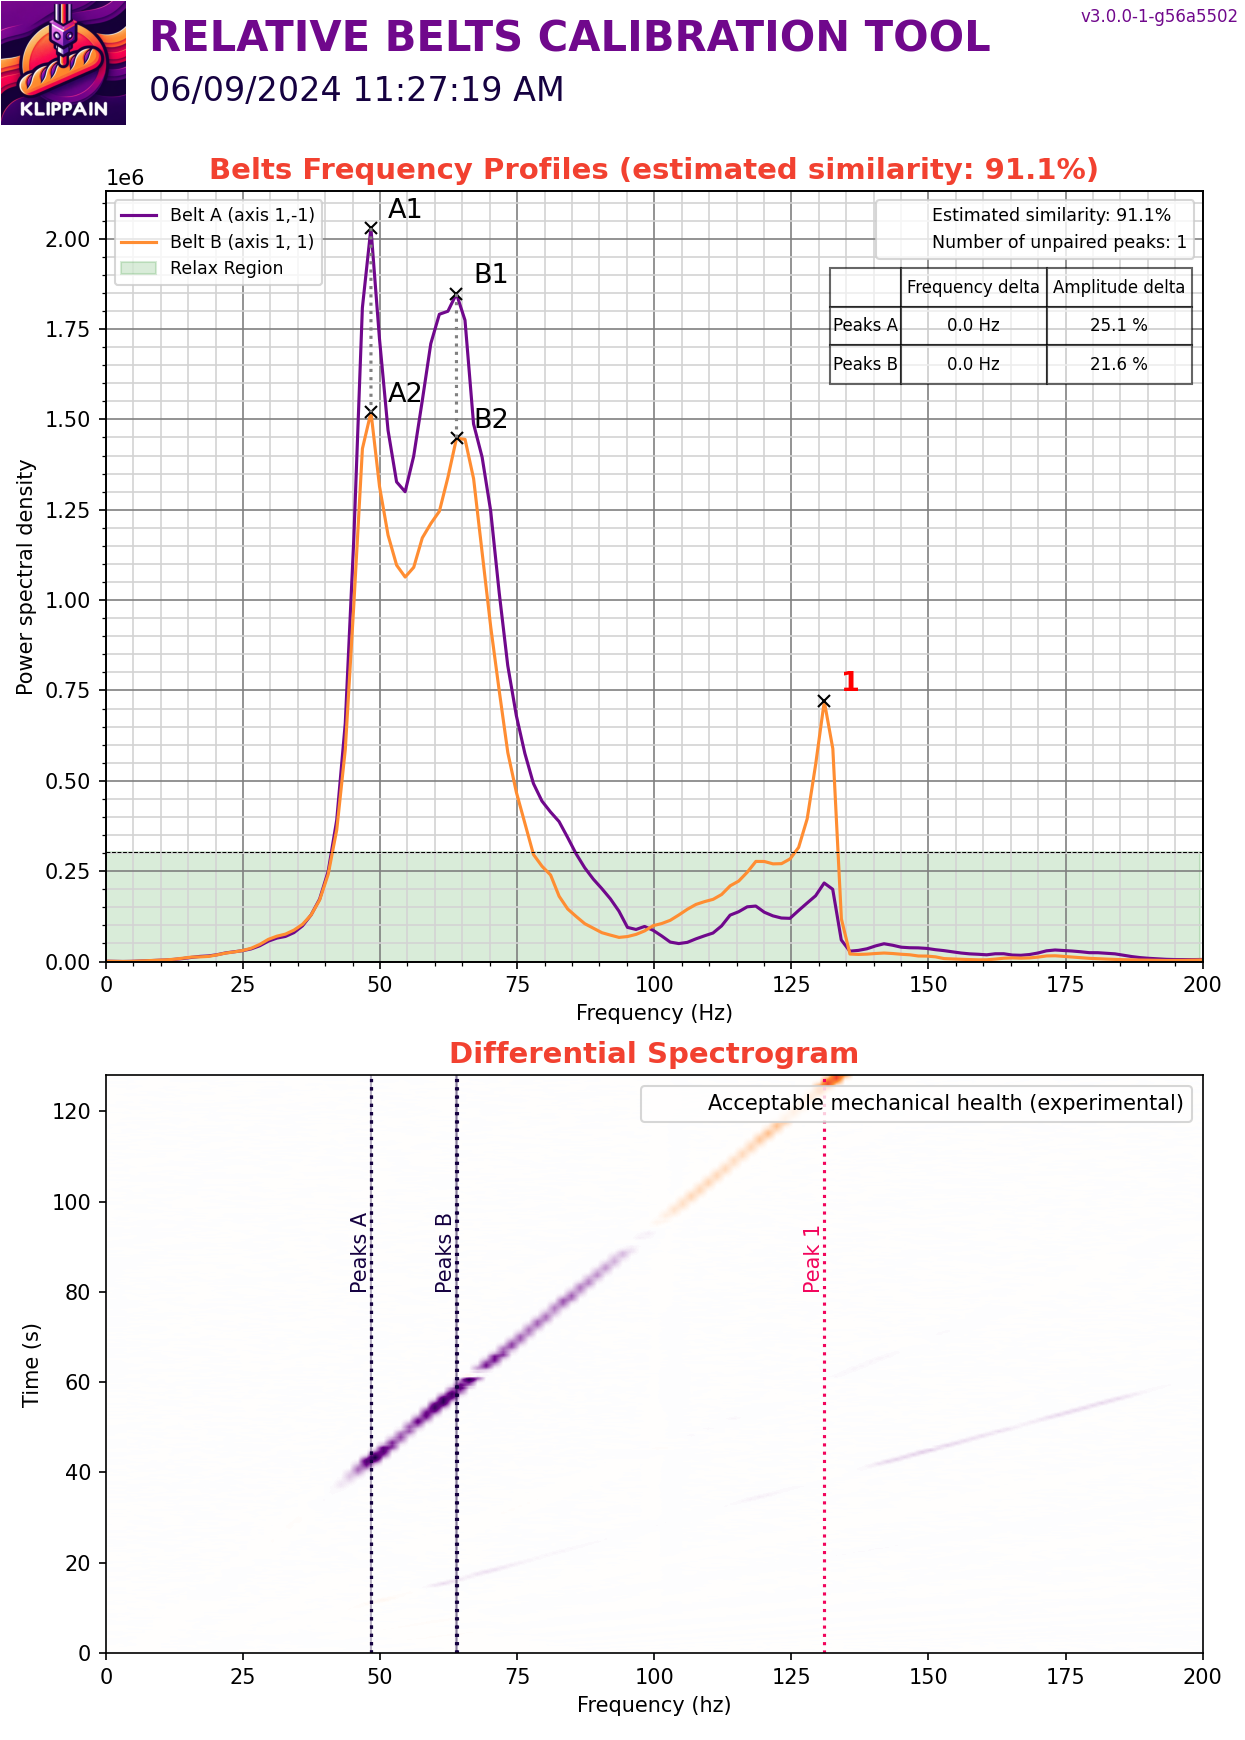 v3.0.0-1-g56a5502
RELATIVE BELTS CALIBRATION TOOL
06/09/2024 11:27:19 AM
KLIPPAIN
Belts Frequency Profiles (estimated similarity: 91.1%)
1e6
Belt A (axis 1,-1)
Belt B (axis 1, 1)
Relax Region
A1
B1
A2
B2
1
Estimated similarity: 91.1%
Number of unpaired peaks: 1
Frequency delta Amplitude delta
Peaks A 0.0 Hz 25.1 %
Peaks B 0.0 Hz 21.6 %
Power spectral density
2.00
1.75
1.50
1.25
1.00
0.75
0.50
0.25
0.00
0 25 50 75 100 125 150 175 200
Frequency (Hz)
Differential Spectrogram
Acceptable mechanical health (experimental)
Peaks A
Peaks B
Peak 1
Time (s)
120
100
80
60
40
20
0
0 25 50 75 100 125 150 175 200
Frequency (hz)